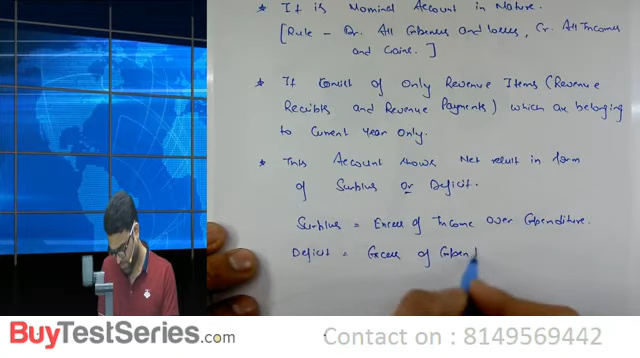 * It is Nominal Account in Nature.
[Rule – Dr. All Expenses and losses, Cr. All Incomes
and Gains.]
* It Consist of Only Revenue Items (Revenue
Recibts and Revenue Payments) which are belonging
to Current Year Only.
* This Account shows Net result in form
of Surplus or Deficit.
Surplus = Excess of Income Over Expenditure.
Deficit = Excess of Expen
BuyTestSeries.com
Contact on : 8149569442